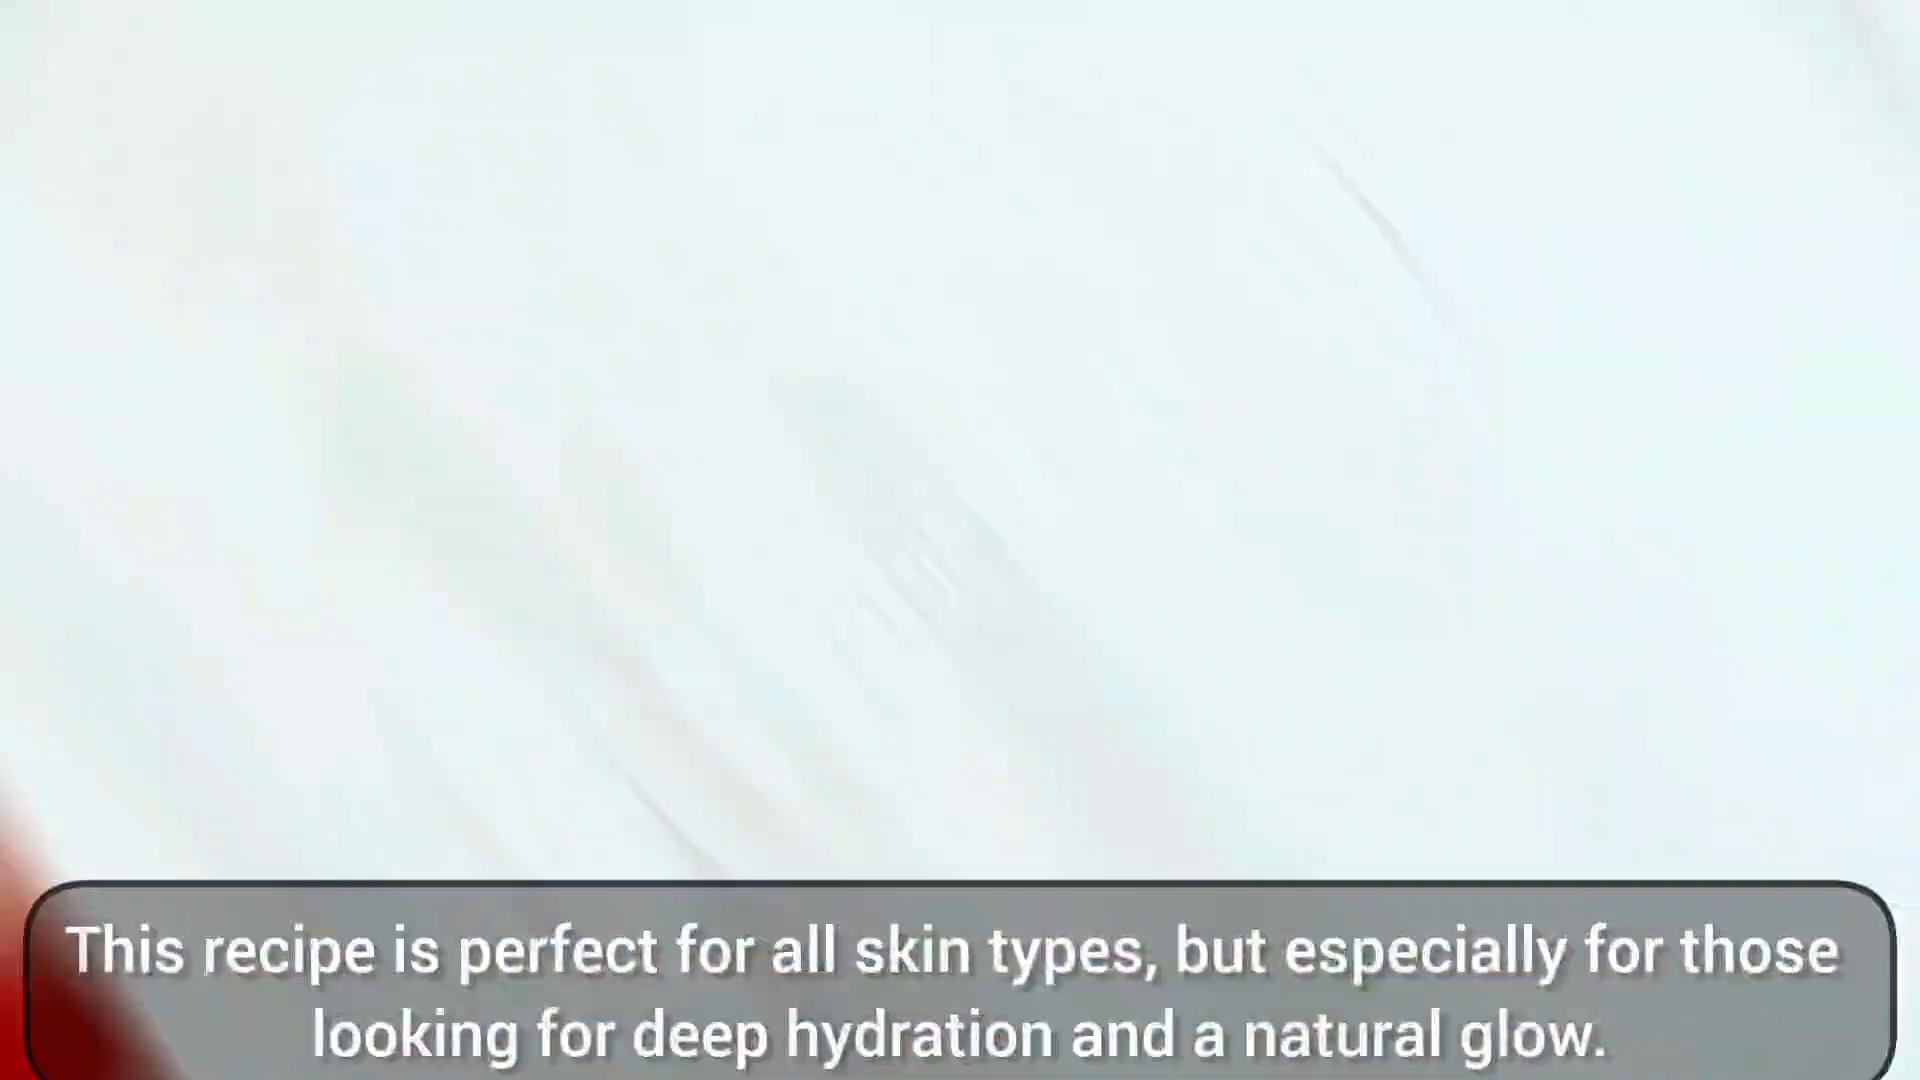 This recipe is perfect for all skin types, but especially for those
looking for deep hydration and a natural glow.